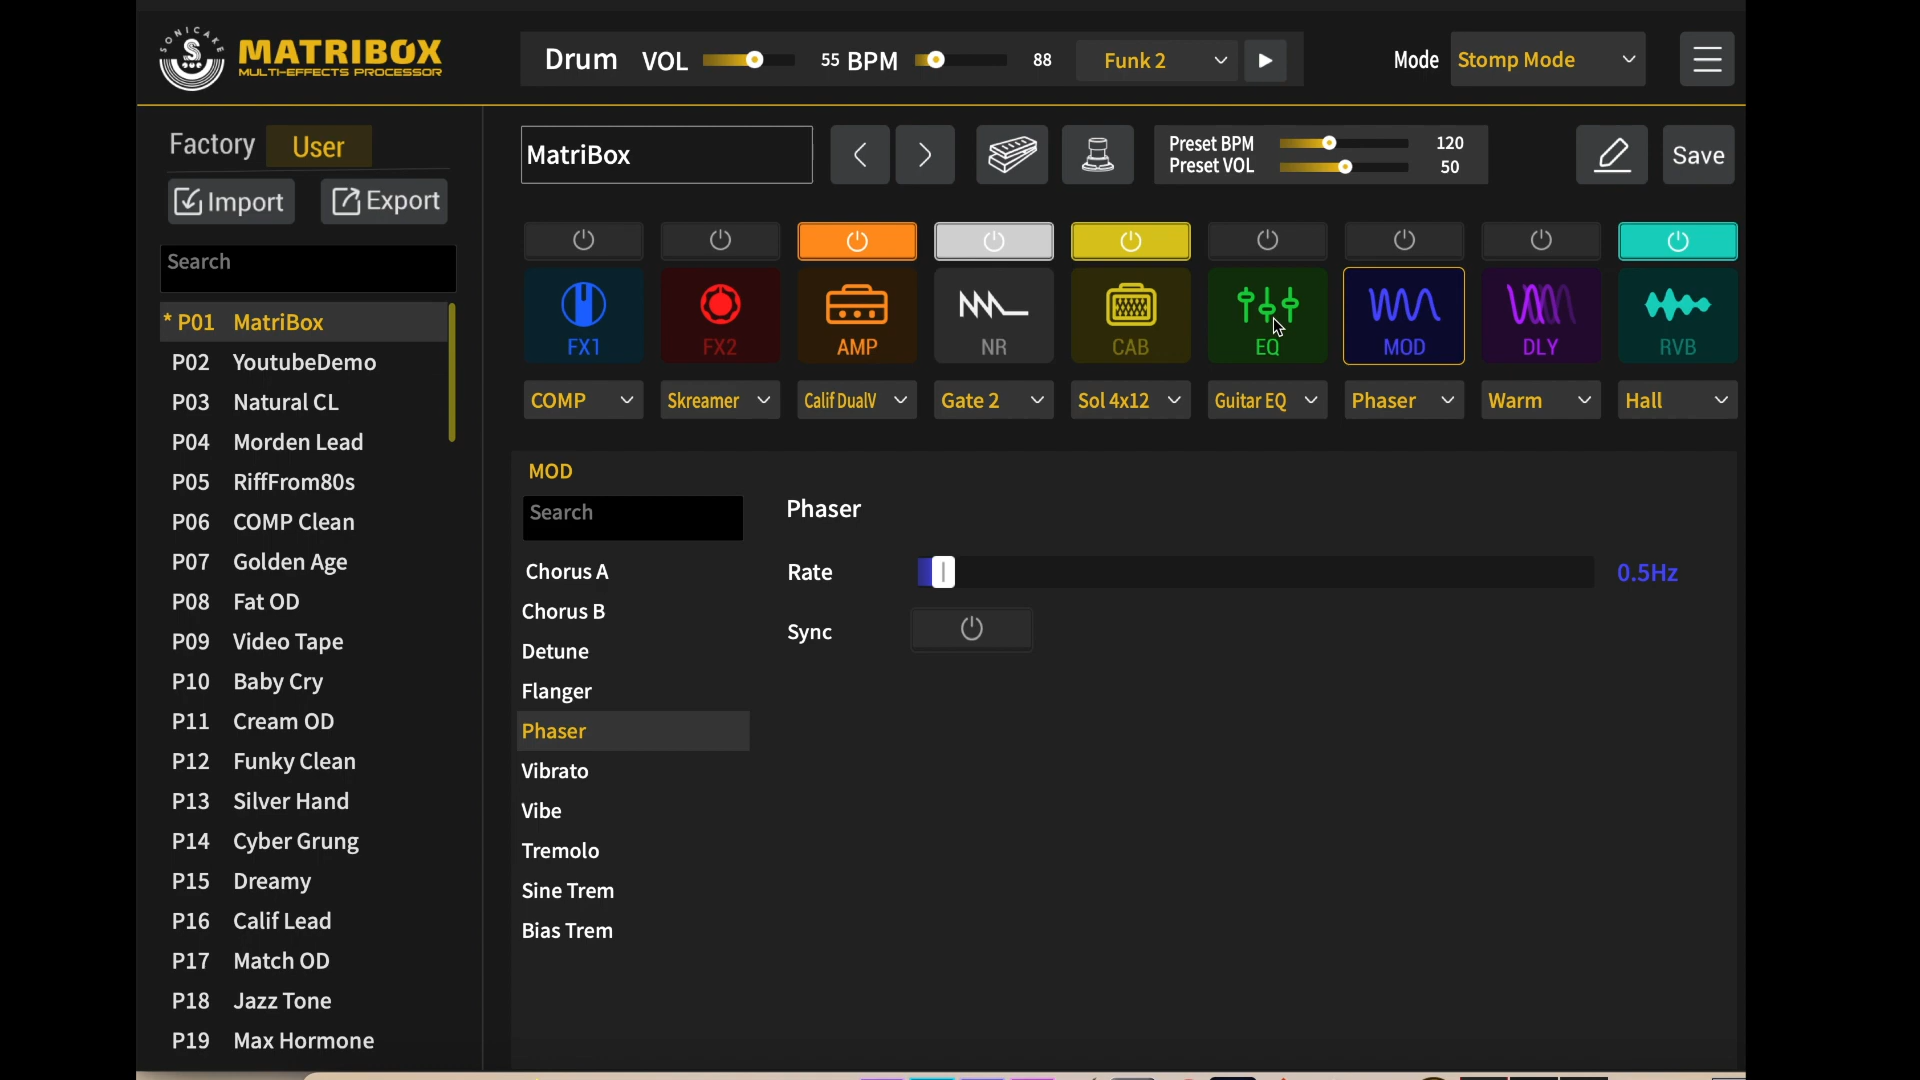 SONICAKE
MATRIBOX
MULTI-EFFECTS PROCESSOR
Drum VOL 55 BPM 88 Funk 2
Mode Stomp Mode
Factory User
Import Export
Search
* P01 MatriBox
P02 YoutubeDemo
P03 Natural CL
P04 Morden Lead
P05 RiffFrom80s
P06 COMP Clean
P07 Golden Age
P08 Fat OD
P09 Video Tape
P10 Baby Cry
P11 Cream OD
P12 Funky Clean
P13 Silver Hand
P14 Cyber Grung
P15 Dreamy
P16 Calif Lead
P17 Match OD
P18 Jazz Tone
P19 Max Hormone
MatriBox
Preset BPM 120
Preset VOL 50
Save
FX1 FX2 AMP NR CAB EQ MOD DLY RVB
COMP Skreamer Calif DualV Gate 2 Sol 4x12 Guitar EQ Phaser Warm Hall
MOD
Search
Chorus A
Chorus B
Detune
Flanger
Phaser
Vibrato
Vibe
Tremolo
Sine Trem
Bias Trem
Phaser
Rate 0.5Hz
Sync